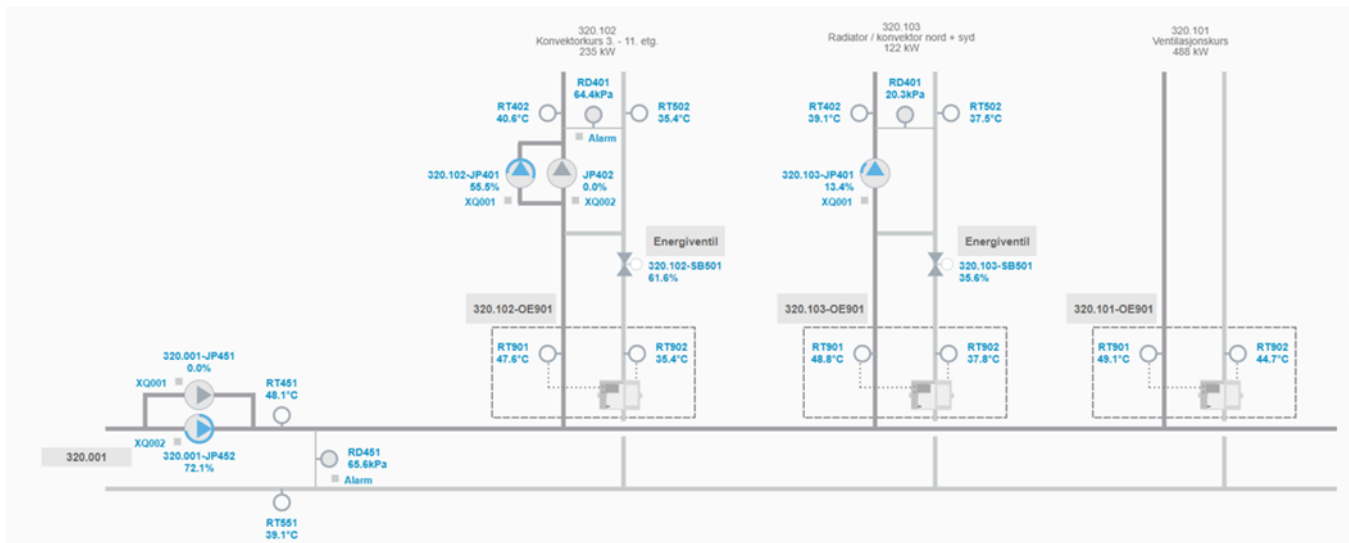 320.102
Konvektorkurs 3. - 11. etg.
235 kW
RD401
64.4kPa
RT402
40.6°C
RT502
35.4°C
Alarm
320.102-JP401
55.5%
XQ001
JP402
0.0%
XQ002
Energiventil
320.102-SB501
61.6%
320.102-OE901
RT901
47.6°C
RT902
35.4°C
320.103
Radiator / konvektor nord + syd
122 kW
RD401
20.3kPa
RT402
39.1°C
RT502
37.5°C
320.103-JP401
13.4%
XQ001
Energiventil
320.103-SB501
35.6%
320.103-OE901
RT901
48.8°C
RT902
37.8°C
320.101
Ventilasjonskurs
488 kW
320.101-OE901
RT901
49.1°C
RT902
44.7°C
320.001-JP451
0.0%
XQ001
RT451
48.1°C
XQ002
320.001-JP452
72.1%
320.001
RD451
65.6kPa
Alarm
RT551
39.1°C